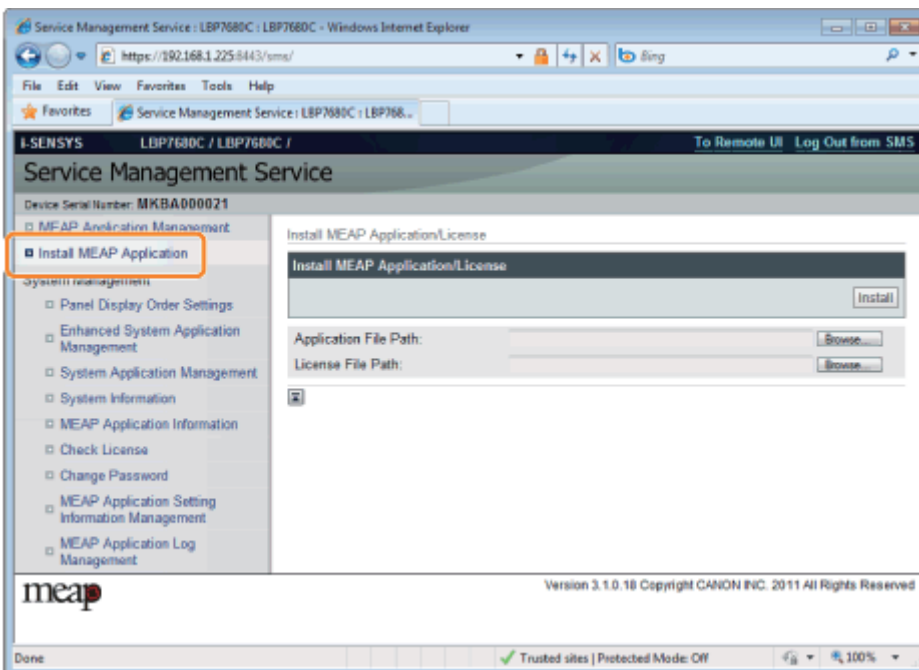 Service Management Service : LBP7680C : LBP7680C - Windows Internet Explorer
https://192.168.1.225:8443/sms/
Bing
File Edit View Favorites Tools Help
Favorites
Service Management Service : LBP7680C : LBP768...
i-SENSYS LBP7680C / LBP7680C / To Remote UI Log Out from SMS
Service Management Service
Device Serial Number: MKBA000021
MEAP Application Management
Install MEAP Application
System Management
Panel Display Order Settings
Enhanced System Application
Management
System Application Management
System Information
MEAP Application Information
Check License
Change Password
MEAP Application Setting
Information Management
MEAP Application Log
Management
Install MEAP Application/License
Install MEAP Application/License
Install
Application File Path: Browse...
License File Path: Browse...
meap
Version 3.1.0.18 Copyright CANON INC. 2011 All Rights Reserved
Done
Trusted sites | Protected Mode: Off
100%